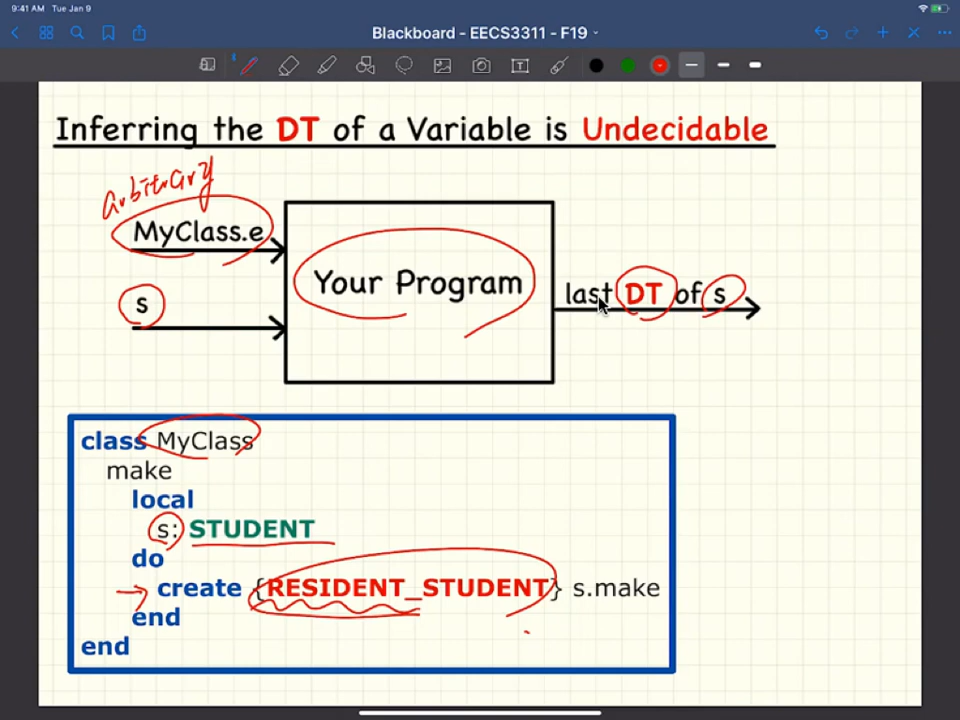 9:41 AM Tue Jan 9
Blackboard - EECS3311 - F19
Inferring the DT of a Variable is Undecidable
arbitrary
MyClass.e
Your Program
last DT of s
s
class MyClass
make
local
s: STUDENT
do
create {RESIDENT_STUDENT} s.make
end
end